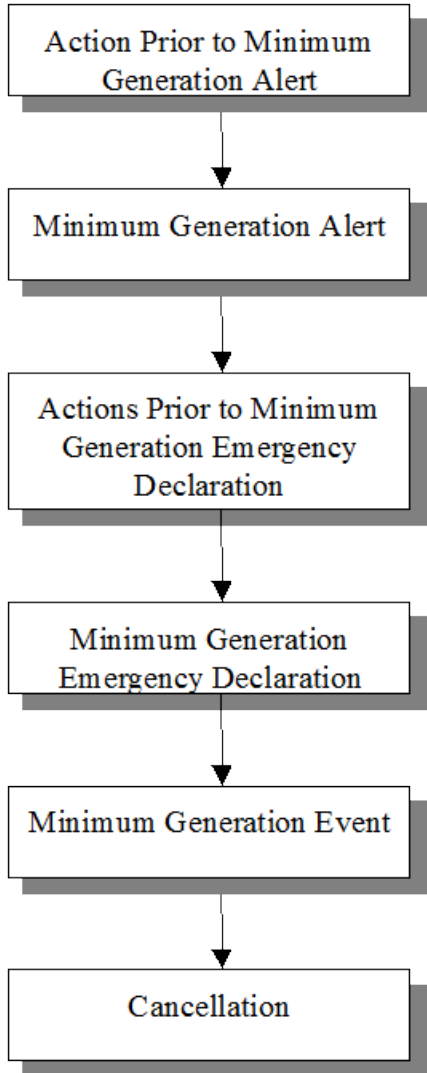 Action Prior to Minimum
Generation Alert
Minimum Generation Alert
Actions Prior to Minimum
Generation Emergency
Declaration
Minimum Generation
Emergency Declaration
Minimum Generation Event
Cancellation